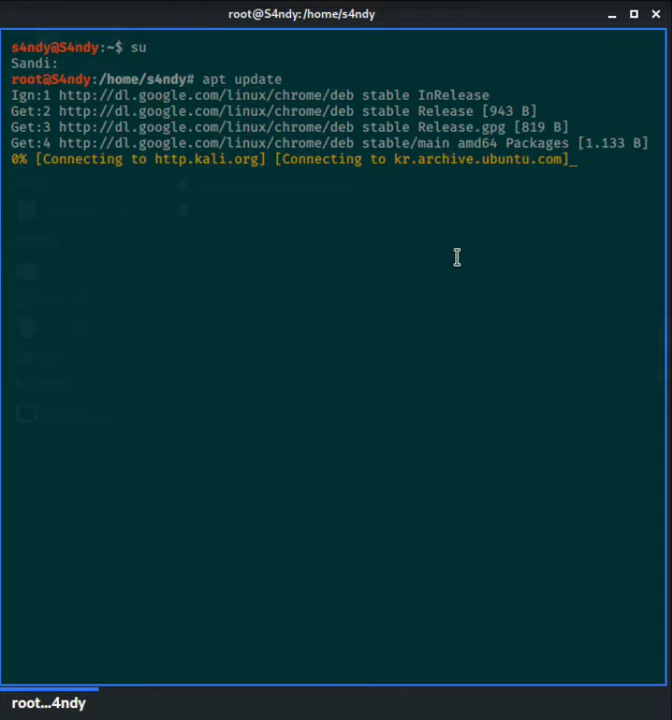 root@S4ndy:/home/s4ndy
s4ndy@S4ndy:~$ su
Sandi:
root@S4ndy:/home/s4ndy# apt update
Ign:1 http://dl.google.com/linux/chrome/deb stable InRelease
Get:2 http://dl.google.com/linux/chrome/deb stable Release [943 B]
Get:3 http://dl.google.com/linux/chrome/deb stable Release.gpg [819 B]
Get:4 http://dl.google.com/linux/chrome/deb stable/main amd64 Packages [1.133 B]
0% [Connecting to http.kali.org] [Connecting to kr.archive.ubuntu.com]_
root...4ndy